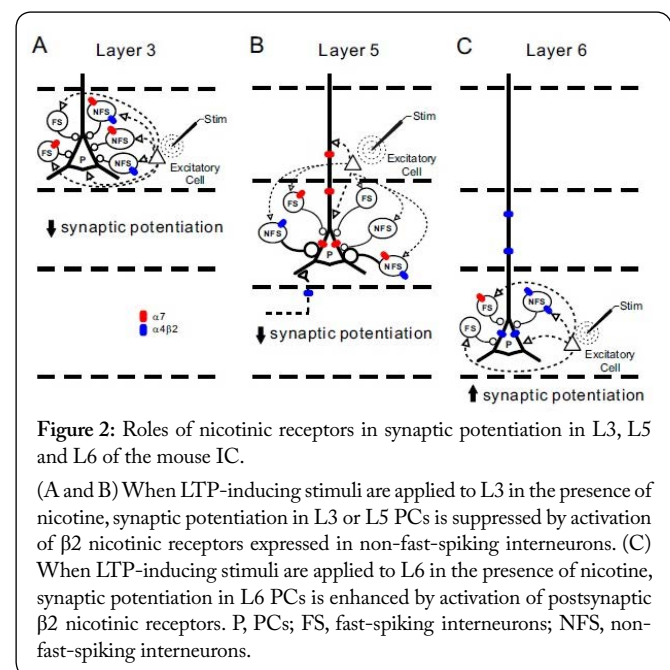 A Layer 3
B Layer 5
C Layer 6
FS
NFS
NFS
FS
NFS
P
Stim
Excitatory
Cell
synaptic potentiation
α7
α4β2
Stim
Excitatory
Cell
FS
FS
NFS
NFS
P
NFS
synaptic potentiation
FS
NFS
FS
P
Stim
Excitatory
Cell
synaptic potentiation
Figure 2: Roles of nicotinic receptors in synaptic potentiation in L3, L5
and L6 of the mouse IC.
(A and B) When LTP-inducing stimuli are applied to L3 in the presence of
nicotine, synaptic potentiation in L3 or L5 PCs is suppressed by activation
of β2 nicotinic receptors expressed in non-fast-spiking interneurons. (C)
When LTP-inducing stimuli are applied to L6 in the presence of nicotine,
synaptic potentiation in L6 PCs is enhanced by activation of postsynaptic
β2 nicotinic receptors. P, PCs; FS, fast-spiking interneurons; NFS, non-
fast-spiking interneurons.